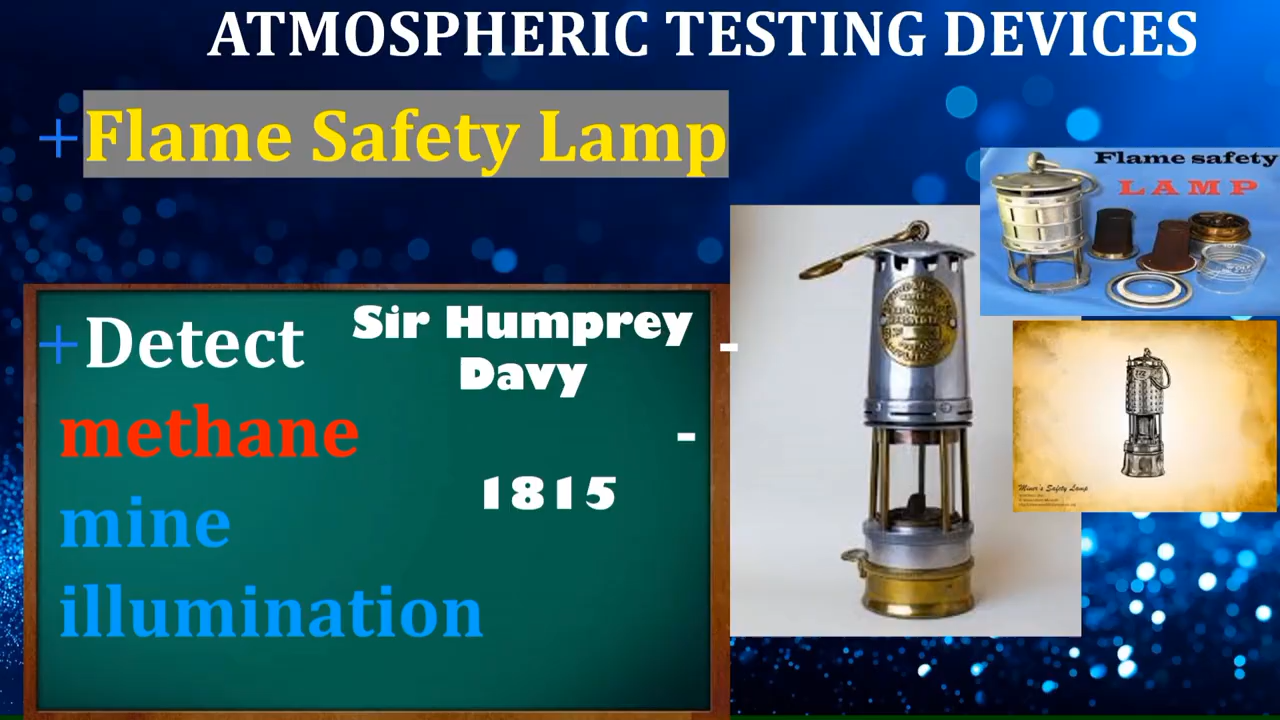 ATMOSPHERIC TESTING DEVICES
+Flame Safety Lamp
Flame safety
LAMP
+Detect
methane
mine
illumination
Sir Humprey -
Davy
-
1815
Miner's Safety Lamp